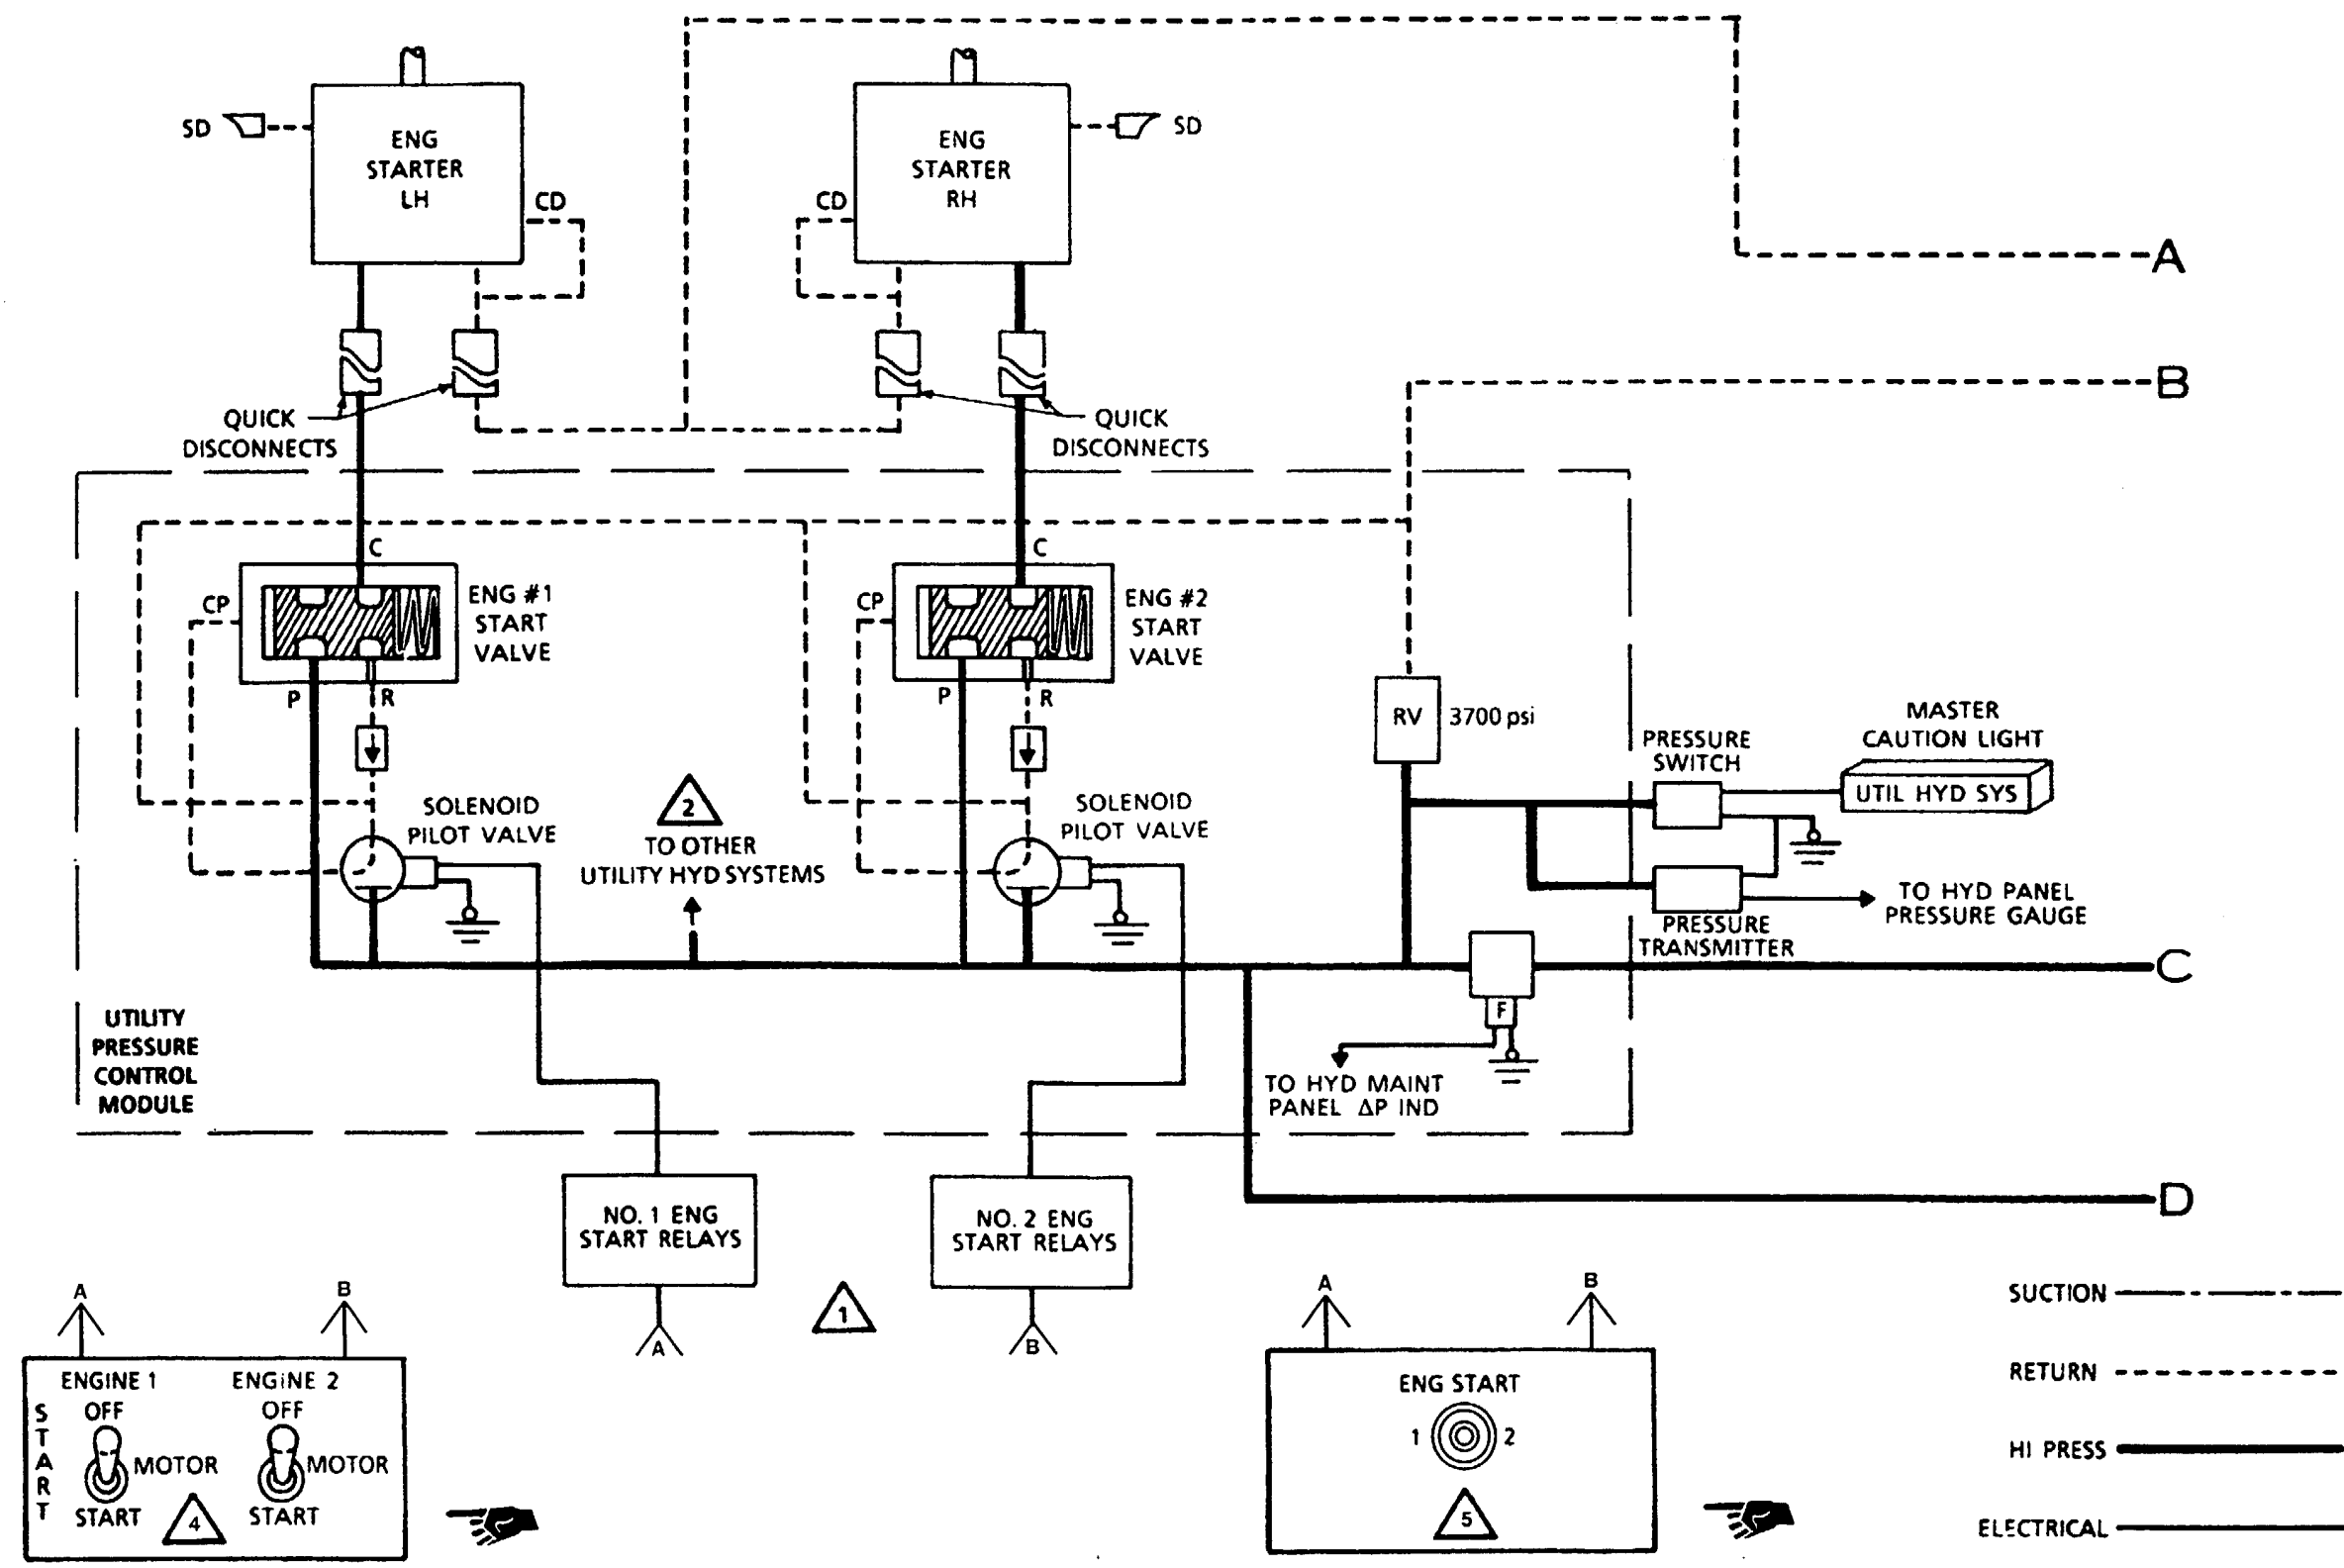 ENG
STARTER
LH
SD
CD
ENG
STARTER
RH
SD
CD
A
B
QUICK
DISCONNECTS
QUICK
DISCONNECTS
C
CP
ENG #1
START
VALVE
P
R
C
CP
ENG #2
START
VALVE
P
R
RV
3700 psi
PRESSURE
SWITCH
MASTER
CAUTION LIGHT
UTIL HYD SYS
SOLENOID
PILOT VALVE
2
TO OTHER
UTILITY HYD SYSTEMS
SOLENOID
PILOT VALVE
TO HYD PANEL
PRESSURE GAUGE
PRESSURE
TRANSMITTER
C
F
UTILITY
PRESSURE
CONTROL
MODULE
TO HYD MAINT
PANEL ΔP IND
D
NO. 1 ENG
START RELAYS
A
1
NO. 2 ENG
START RELAYS
B
A
B
START
ENGINE 1
OFF
MOTOR
START
ENGINE 2
OFF
MOTOR
START
4
A
B
ENG START
1
2
5
SUCTION
RETURN
HI PRESS
ELECTRICAL